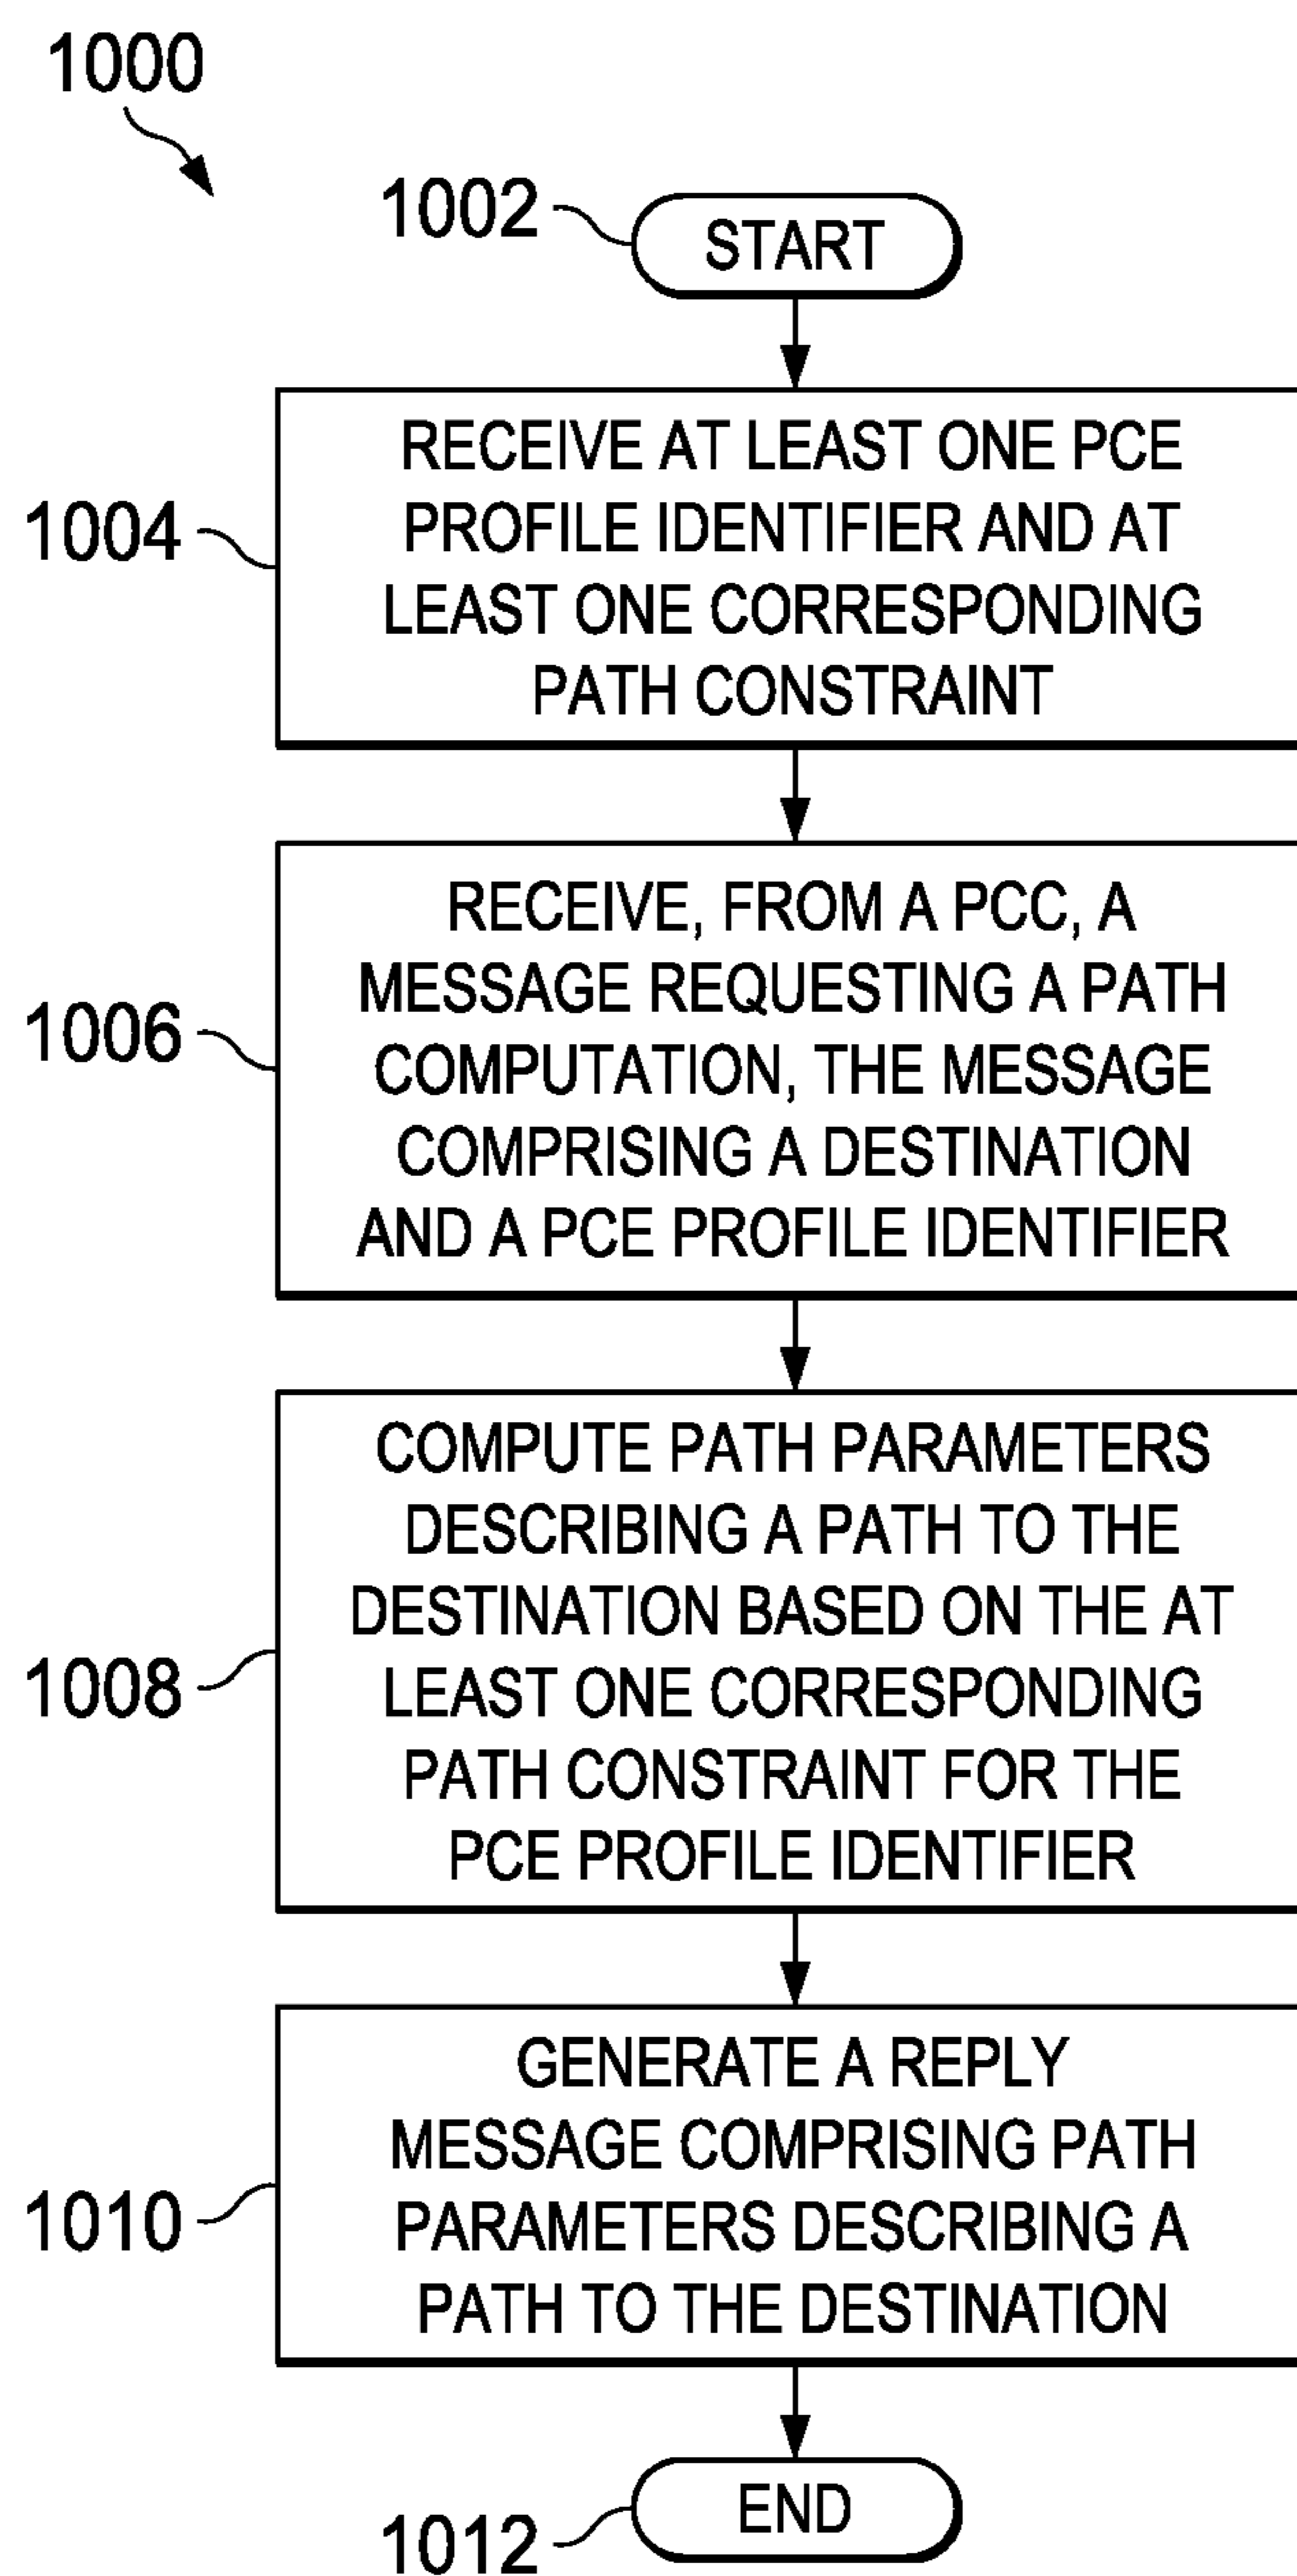 1000
1002
START
1004
RECEIVE AT LEAST ONE PCE
PROFILE IDENTIFIER AND AT
LEAST ONE CORRESPONDING
PATH CONSTRAINT
1006
RECEIVE, FROM A PCC, A
MESSAGE REQUESTING A PATH
COMPUTATION, THE MESSAGE
COMPRISING A DESTINATION
AND A PCE PROFILE IDENTIFIER
1008
COMPUTE PATH PARAMETERS
DESCRIBING A PATH TO THE
DESTINATION BASED ON THE AT
LEAST ONE CORRESPONDING
PATH CONSTRAINT FOR THE
PCE PROFILE IDENTIFIER
1010
GENERATE A REPLY
MESSAGE COMPRISING PATH
PARAMETERS DESCRIBING A
PATH TO THE DESTINATION
1012
END